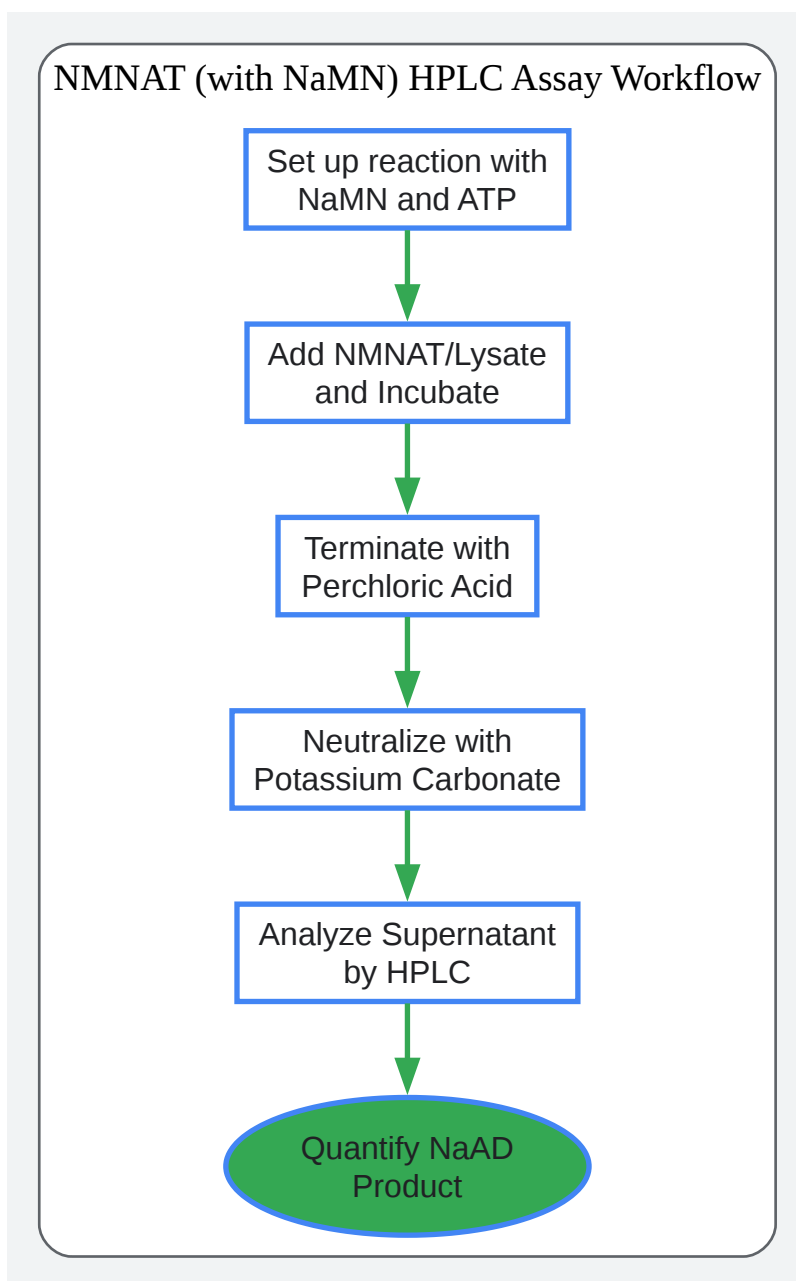 NMNAT (with NaMN) HPLC Assay Workflow
Set up reaction with
NaMN and ATP
Add NMNAT/Lysate
and Incubate
Terminate with
Perchloric Acid
Neutralize with
Potassium Carbonate
Analyze Supernatant
by HPLC
Quantify NaAD
Product